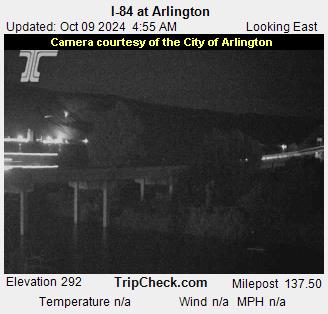 I-84 at Arlington
Updated: Oct 09 2024 4:55 AM Looking East
Camera courtesy of the City of Arlington
Elevation 292 TripCheck.com Milepost 137.50
Temperature n/a Wind n/a MPH n/a